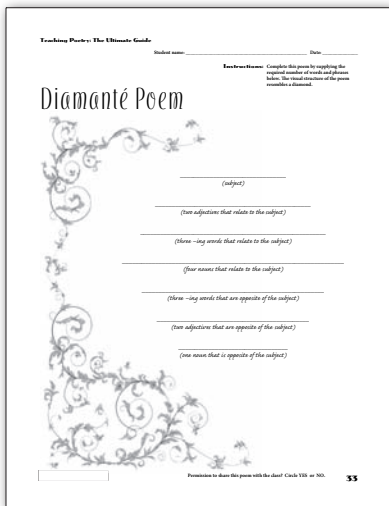 Teaching Poetry: The Ultimate Guide
Student name: ______ Date: ______
Instructions: Complete this poem by supplying the
required number of words and phrases
below. The visual structure of the poem
resembles a diamond.
Diamanté Poem
(subject)
(two adjectives that relate to the subject)
(three –ing words that relate to the subject)
(four nouns that relate to the subject)
(three –ing words that are opposite of the subject)
(two adjectives that are opposite of the subject)
(one noun that is opposite of the subject)
Permission to share this poem with the class? Circle YES or NO.
33